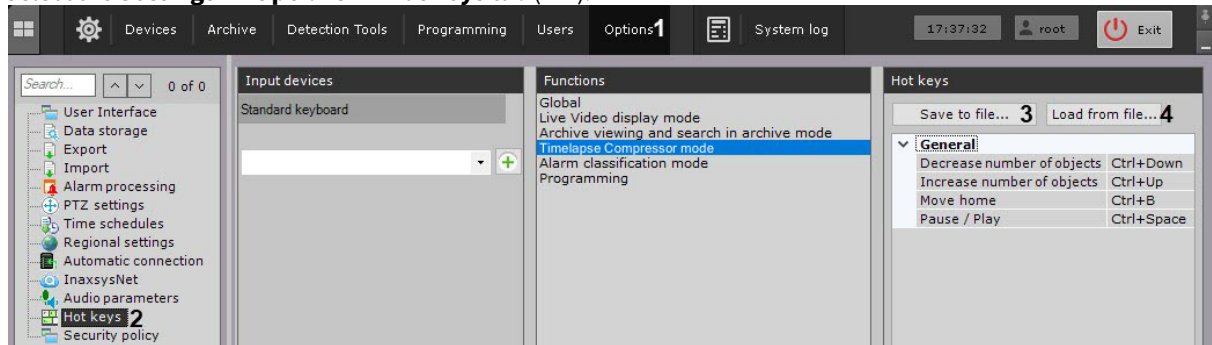 Devices Archive Detection Tools Programming Users Options 1 System log 17:37:32 root Exit
Search... 0 of 0
User Interface
Data storage
Export
Import
Alarm processing
PTZ settings
Time schedules
Regional settings
Automatic connection
InaxsysNet
Audio parameters
Hot keys 2
Security policy
Input devices
Standard keyboard
Functions
Global
Live Video display mode
Archive viewing and search in archive mode
Timelapse Compressor mode
Alarm classification mode
Programming
Hot keys
Save to file... 3 Load from file... 4
General
Decrease number of objects Ctrl+Down
Increase number of objects Ctrl+Up
Move home Ctrl+B
Pause / Play Ctrl+Space